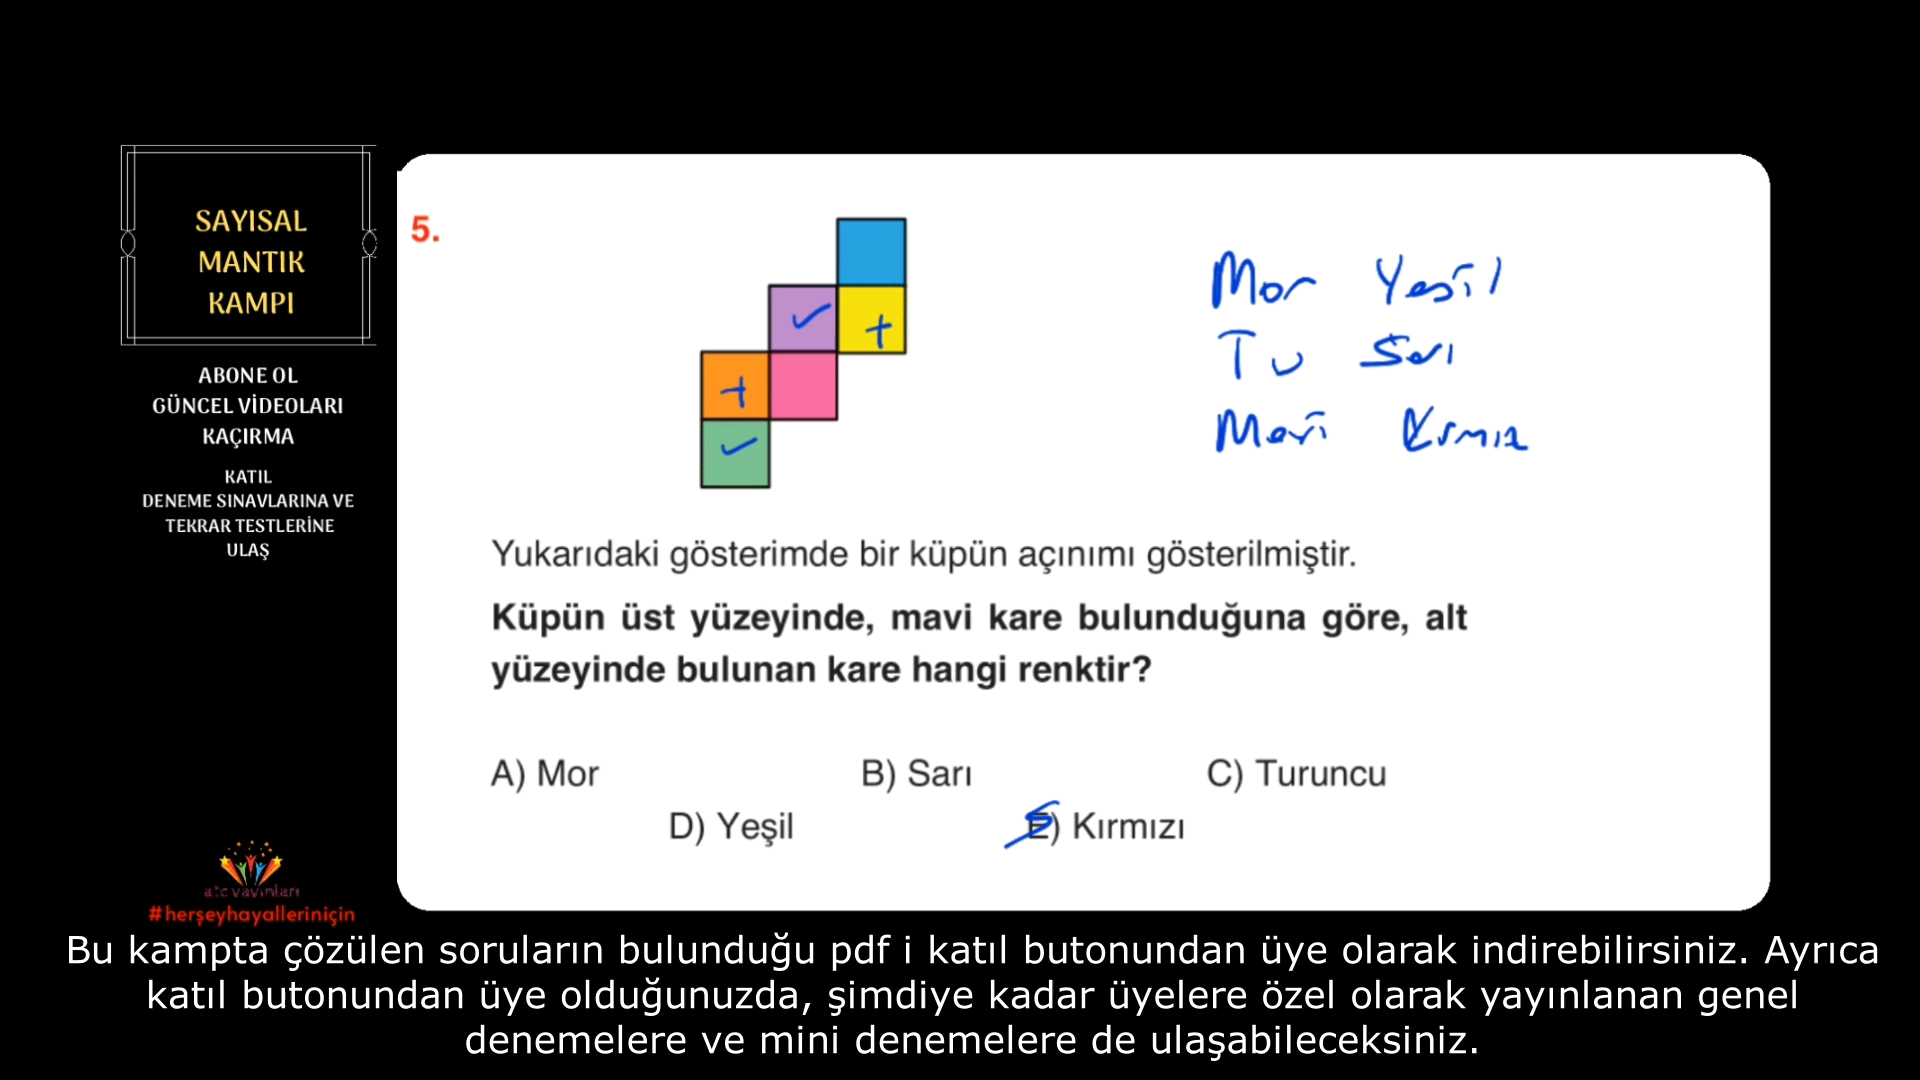 SAYISAL
MANTIK
KAMPI
ABONE OL
GÜNCEL VİDEOLARI
KAÇIRMA
KATIL
DENEME SINAVLARINA VE
TEKRAR TESTLERİNE
ULAŞ
atc yayınları
#herşeyhayalleriniçin
5.
Mor Yeşil
Tu Sarı
Mavi Kırmızı
Yukarıdaki gösterimde bir küpün açınımı gösterilmiştir.
Küpün üst yüzeyinde, mavi kare bulunduğuna göre, alt
yüzeyinde bulunan kare hangi renktir?
A) Mor B) Sarı C) Turuncu
D) Yeşil E) Kırmızı
Bu kampta çözülen soruların bulunduğu pdf i katıl butonundan üye olarak indirebilirsiniz. Ayrıca
katıl butonundan üye olduğunuzda, şimdiye kadar üyelere özel olarak yayınlanan genel
denemelere ve mini denemelere de ulaşabileceksiniz.